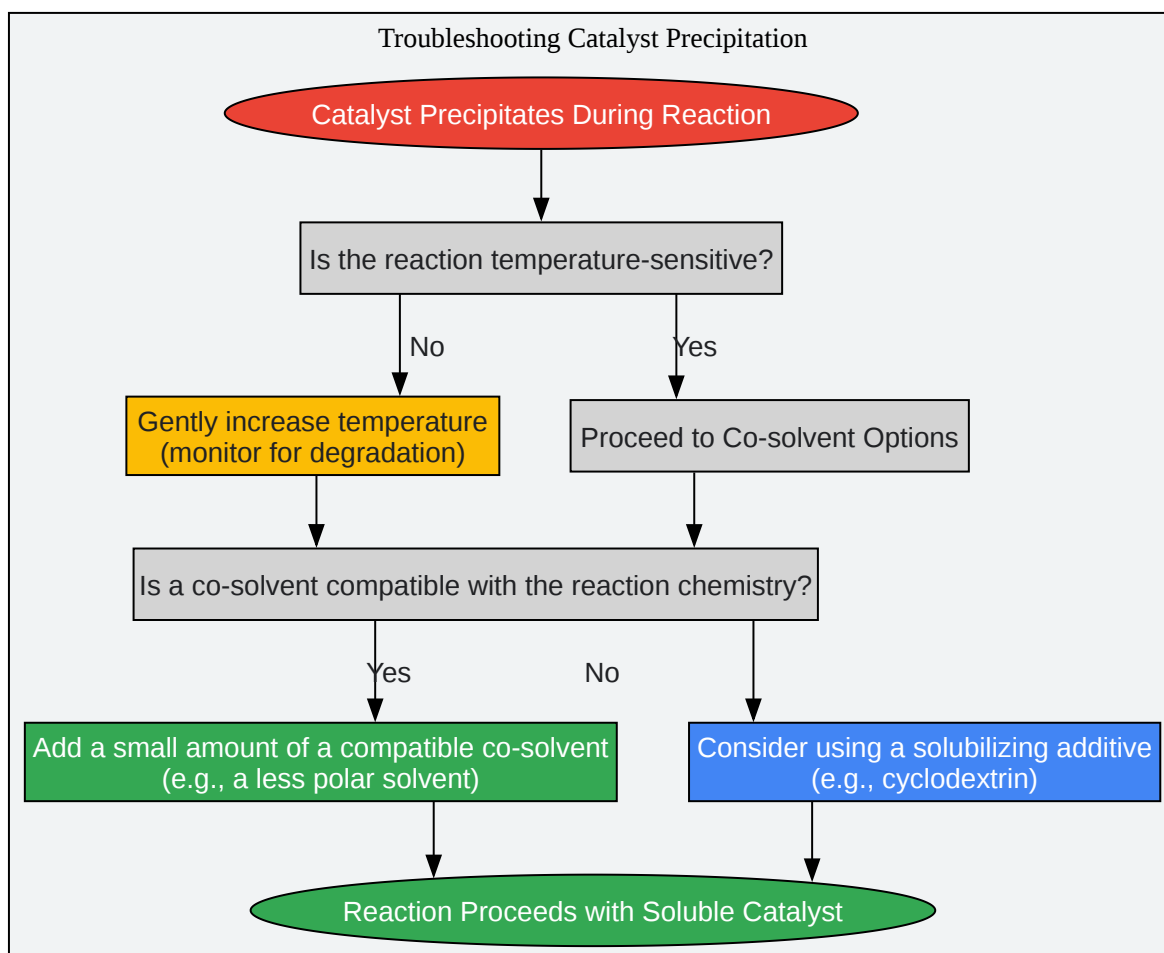 Troubleshooting Catalyst Precipitation
Catalyst Precipitates During Reaction
Is the reaction temperature-sensitive?
No
Yes
Gently increase temperature
(monitor for degradation)
Proceed to Co-solvent Options
Is a co-solvent compatible with the reaction chemistry?
Yes
No
Add a small amount of a compatible co-solvent
(e.g., a less polar solvent)
Consider using a solubilizing additive
(e.g., cyclodextrin)
Reaction Proceeds with Soluble Catalyst